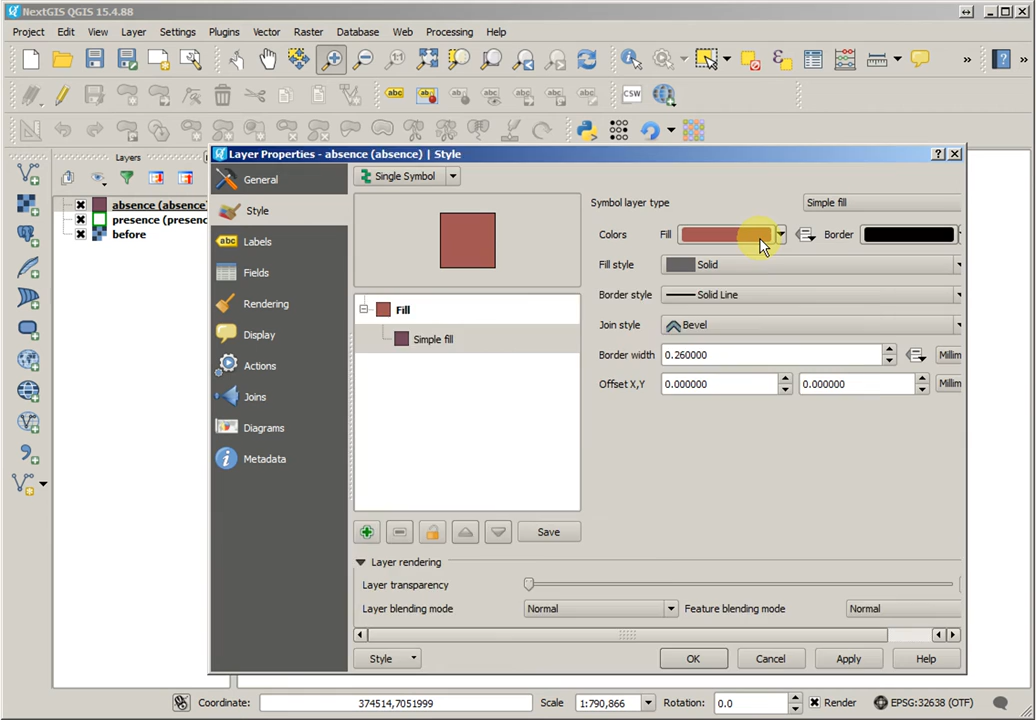 NextGIS QGIS 15.4.88
Project Edit View Layer Settings Plugins Vector Raster Database Web Processing Help
abc
CSW
Layers
absence (absence
presence (presenc
before
Layer Properties - absence (absence) | Style
General
Style
Labels
Fields
Rendering
Display
Actions
Joins
Diagrams
Metadata
Single Symbol
Fill
Simple fill
Save
Symbol layer type Simple fill
Colors Fill Border
Fill style Solid
Border style Solid Line
Join style Bevel
Border width 0.260000 Millim
Offset X,Y 0.000000 0.000000 Millim
Layer rendering
Layer transparency
Layer blending mode Normal Feature blending mode Normal
Style OK Cancel Apply Help
Coordinate: 374514,7051999 Scale 1:790,866 Rotation: 0.0 Render EPSG:32638 (OTF)